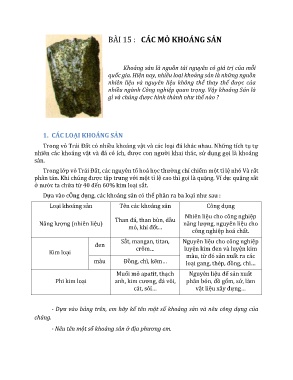 BÀI 15 : CÁC MỎ KHOÁNG SẢN
Khoáng sản là nguồn tài nguyên có giá trị của mỗi
quốc gia. Hiện nay, nhiều loại khoáng sản là những nguồn
nhiên liệu và nguyên liệu không thể thay thế được của
nhiều ngành Công nghiệp quan trọng. Vậy khoáng Sản là
gì và chúng được hình thành như thế nào ?
1. CÁC LOẠI KHOÁNG SẢN
Trong vỏ Trái Đất có nhiều khoáng vật và các loại đá khác nhau. Những tích tụ tự
nhiên các khoáng vật và đá có ích, được con người khai thác, sử dụng gọi là khoáng
sản.
Trong lớp vỏ Trái Đất, các nguyên tố hoá học thường chỉ chiếm một tỉ lệ nhỏ Và rất
phân tán. Khi chúng được tập trung với một tỉ lệ cao thì gọi là quặng. Ví dụ: quặng sắt
ở nước ta chứa từ 40 đến 60% kim loại sắt.
Dựa vào cÔng dụng, các khoáng sản có thể phân ra ba loại như sau :
Loại khoáng sản Tên các khoáng sản Công dụng
Năng lượng (nhiên liệu) Than đá, than bùn, dầu mỏ, khí đốt... Nhiên liệu cho công nghiệp năng lượng, nguyên liệu cho công nghiệp hoá chất.
Kim loại đen Sắt, mangan, titan, crôm... Nguyên liệu cho công nghiệp luyện kim đen và luyện kim màu, từ đó sản xuất ra các loại gang, thép, đồng, chì...
màu Đồng, chì, kẽm...
Phi kim loại Muối mỏ apatit, thạch anh, kim cương, đá vôi, cát, sỏi... Nguyên liệu để sản xuất phân bón, đồ gốm, sứ, làm vật liệu xây dựng...
- Dựa vào bảng trên, em hãy kể tên một số khoáng sản và nêu công dụng của
chúng.
- Nêu tên một số khoáng sản ở địa phương em.